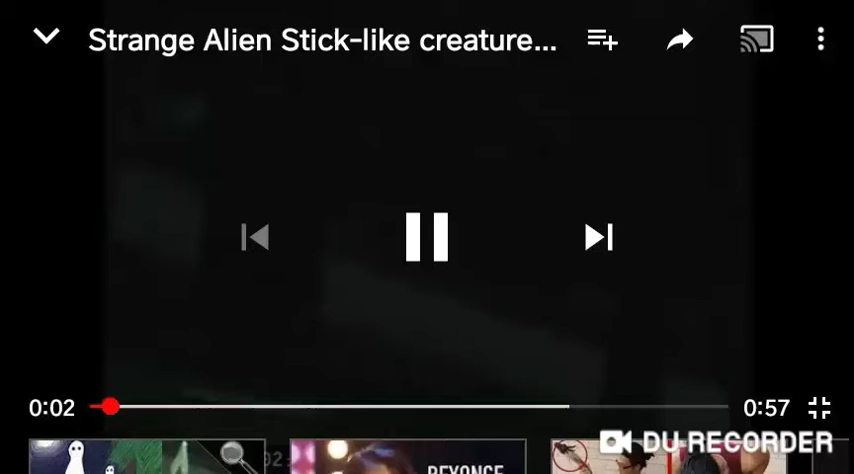 Strange Alien Stick-like creature...
0:02
0:57
DU RECORDER
BEYONCE